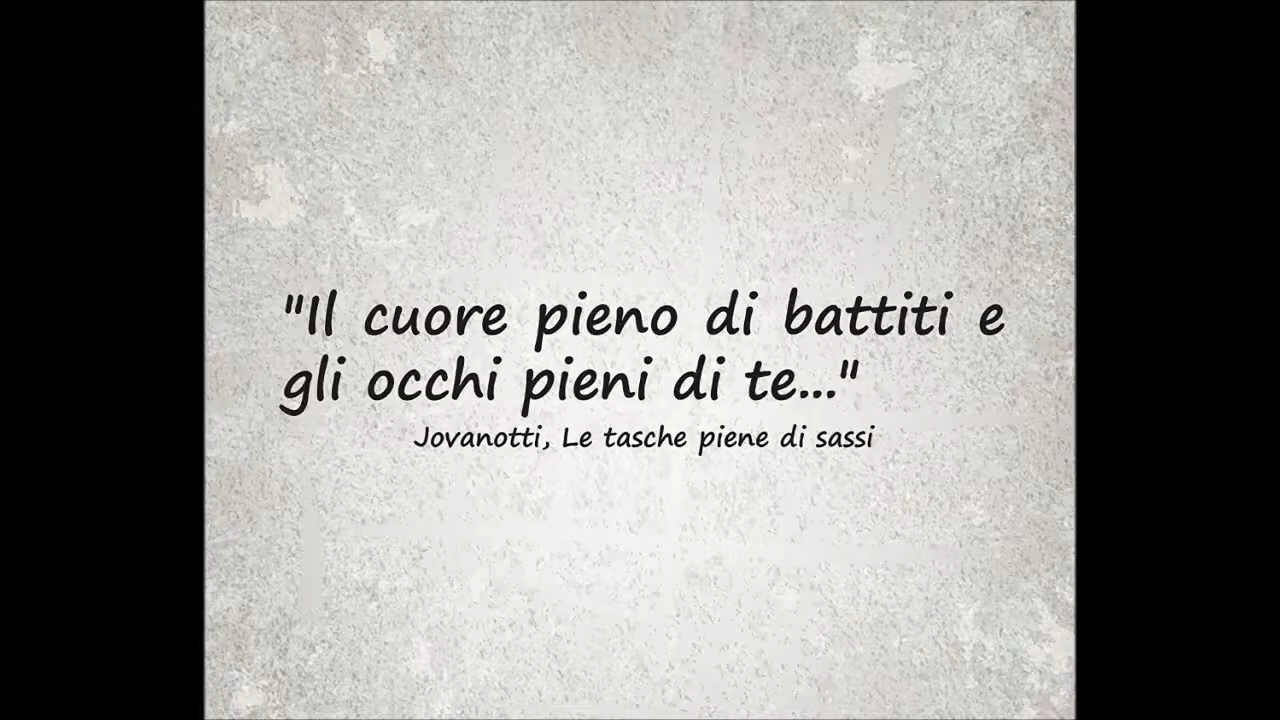 "Il cuore pieno di battiti e
gli occhi pieni di te..."
Jovanotti, Le tasche piene di sassi